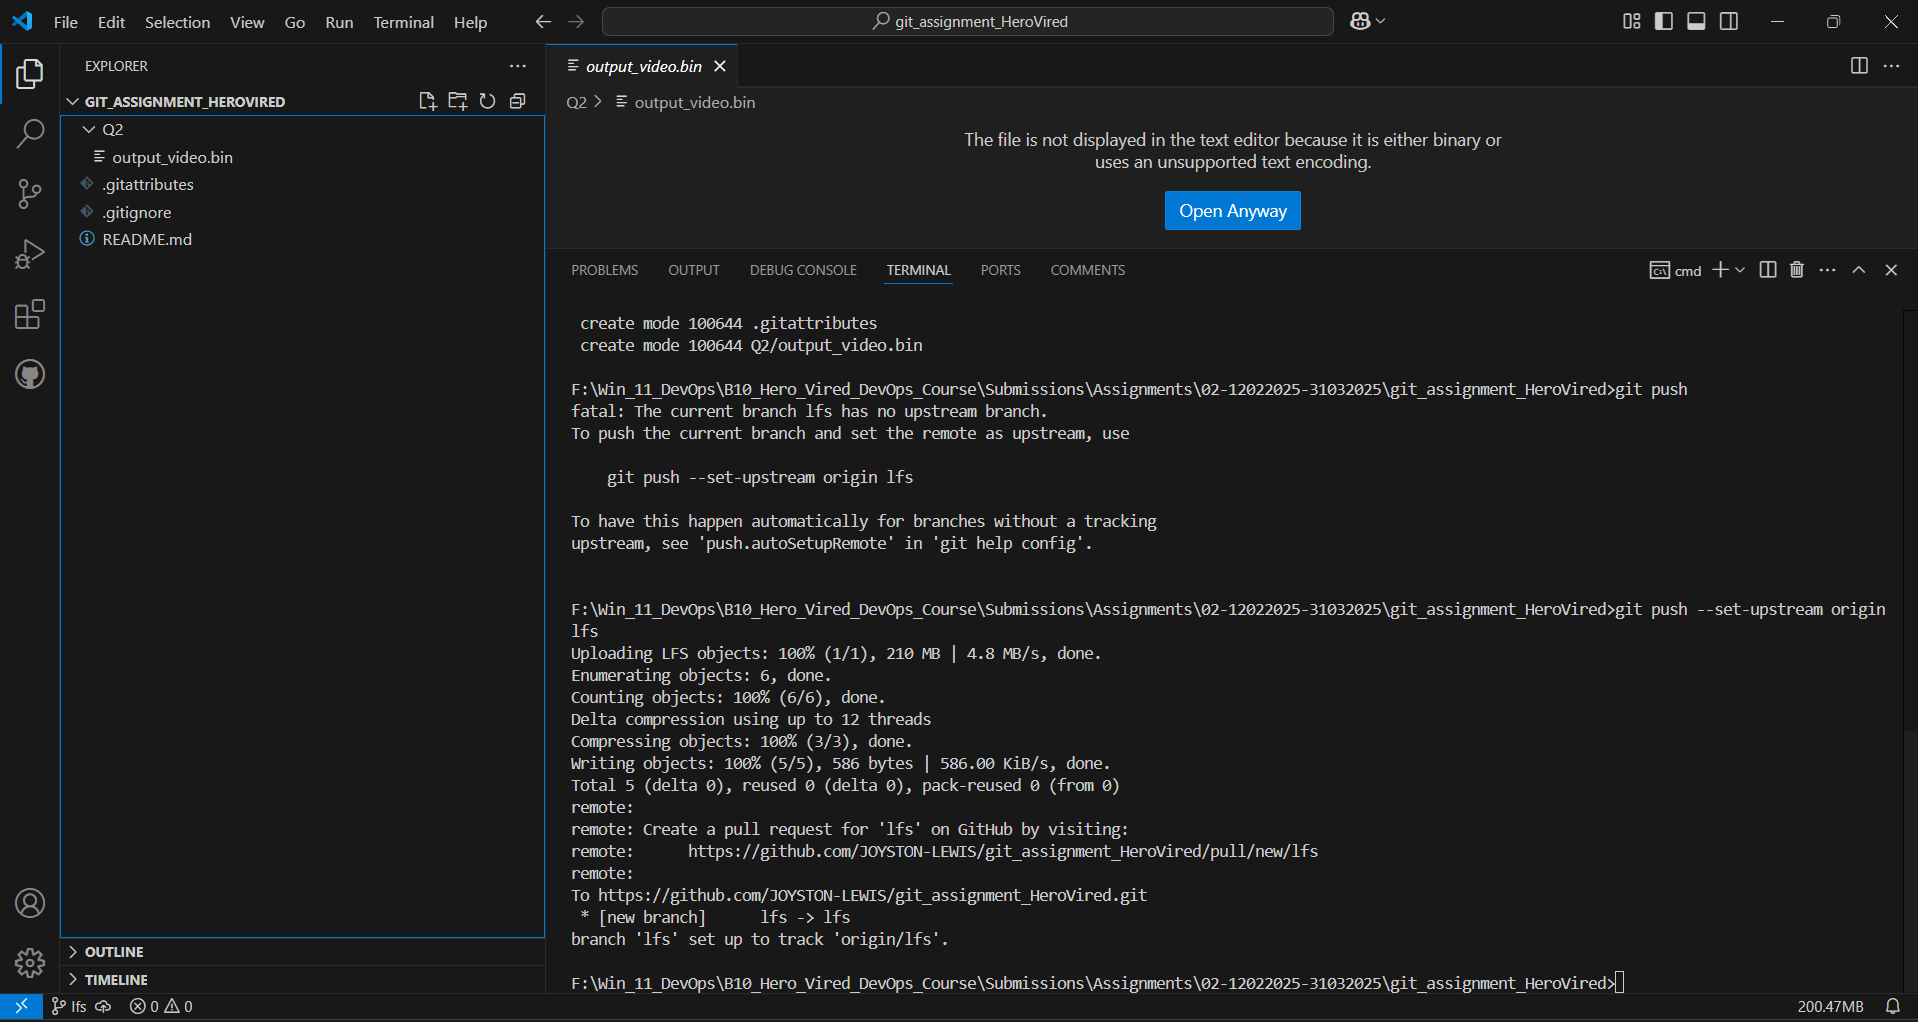 File Edit Selection View Go Run Terminal Help
git_assignment_HeroVired
EXPLORER
GIT_ASSIGNMENT_HEROVIRED
Q2
output_video.bin
.gitattributes
.gitignore
README.md
OUTLINE
TIMELINE
output_video.bin
Q2 > output_video.bin
The file is not displayed in the text editor because it is either binary or
uses an unsupported text encoding.
Open Anyway
PROBLEMS OUTPUT DEBUG CONSOLE TERMINAL PORTS COMMENTS
cmd
create mode 100644 .gitattributes
create mode 100644 Q2/output_video.bin
F:\Win_11_DevOps\B10_Hero_Vired_DevOps_Course\Submissions\Assignments\02-12022025-31032025\git_assignment_HeroVired>git push
fatal: The current branch lfs has no upstream branch.
To push the current branch and set the remote as upstream, use
git push --set-upstream origin lfs
To have this happen automatically for branches without a tracking
upstream, see 'push.autoSetupRemote' in 'git help config'.
F:\Win_11_DevOps\B10_Hero_Vired_DevOps_Course\Submissions\Assignments\02-12022025-31032025\git_assignment_HeroVired>git push --set-upstream origin
lfs
Uploading LFS objects: 100% (1/1), 210 MB | 4.8 MB/s, done.
Enumerating objects: 6, done.
Counting objects: 100% (6/6), done.
Delta compression using up to 12 threads
Compressing objects: 100% (3/3), done.
Writing objects: 100% (5/5), 586 bytes | 586.00 KiB/s, done.
Total 5 (delta 0), reused 0 (delta 0), pack-reused 0 (from 0)
remote:
remote: Create a pull request for 'lfs' on GitHub by visiting:
remote:      https://github.com/JOYSTON-LEWIS/git_assignment_HeroVired/pull/new/lfs
remote:
To https://github.com/JOYSTON-LEWIS/git_assignment_HeroVired.git
* [new branch]      lfs -> lfs
branch 'lfs' set up to track 'origin/lfs'.
F:\Win_11_DevOps\B10_Hero_Vired_DevOps_Course\Submissions\Assignments\02-12022025-31032025\git_assignment_HeroVired>
lfs 0 0 200.47MB